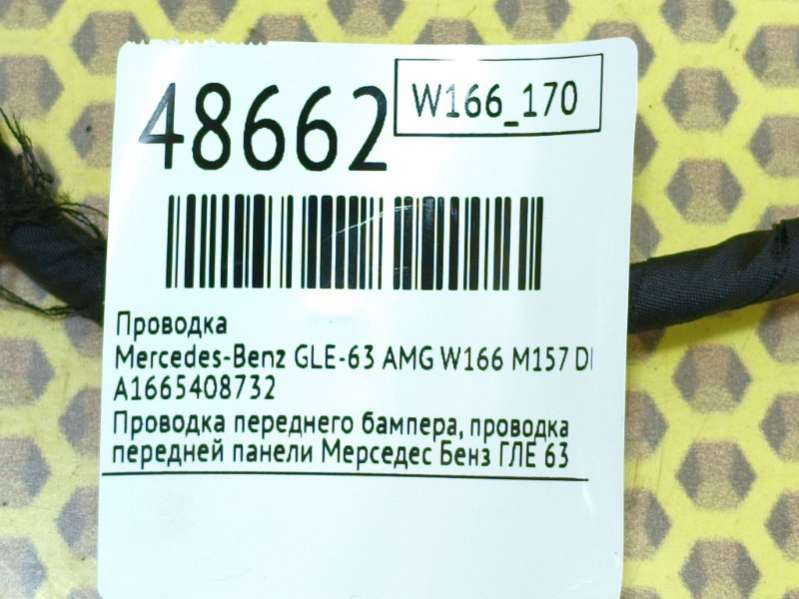 48662
W166_170
Проводка
Mercedes-Benz GLE-63 AMG W166 M157 
A1665408732
Проводка переднего бампера, проводка
передней панели Мерседес Бенз ГЛЕ 63